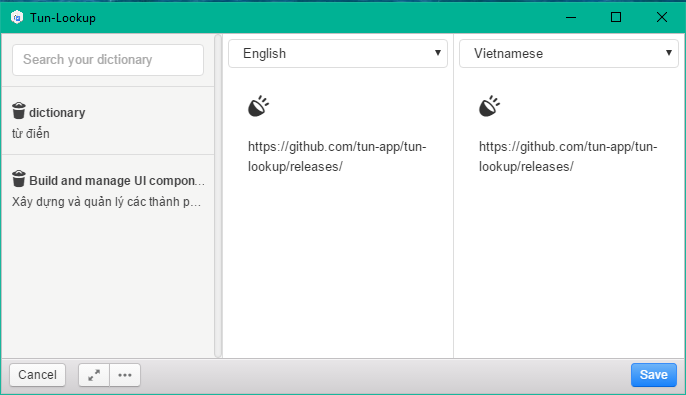 Tun-Lookup
Search your dictionary
dictionary
từ điển
Build and manage UI compon...
Xây dựng và quản lý các thành p...
English
https://github.com/tun-app/tun-
lookup/releases/
Vietnamese
https://github.com/tun-app/tun-
lookup/releases/
Cancel
Save